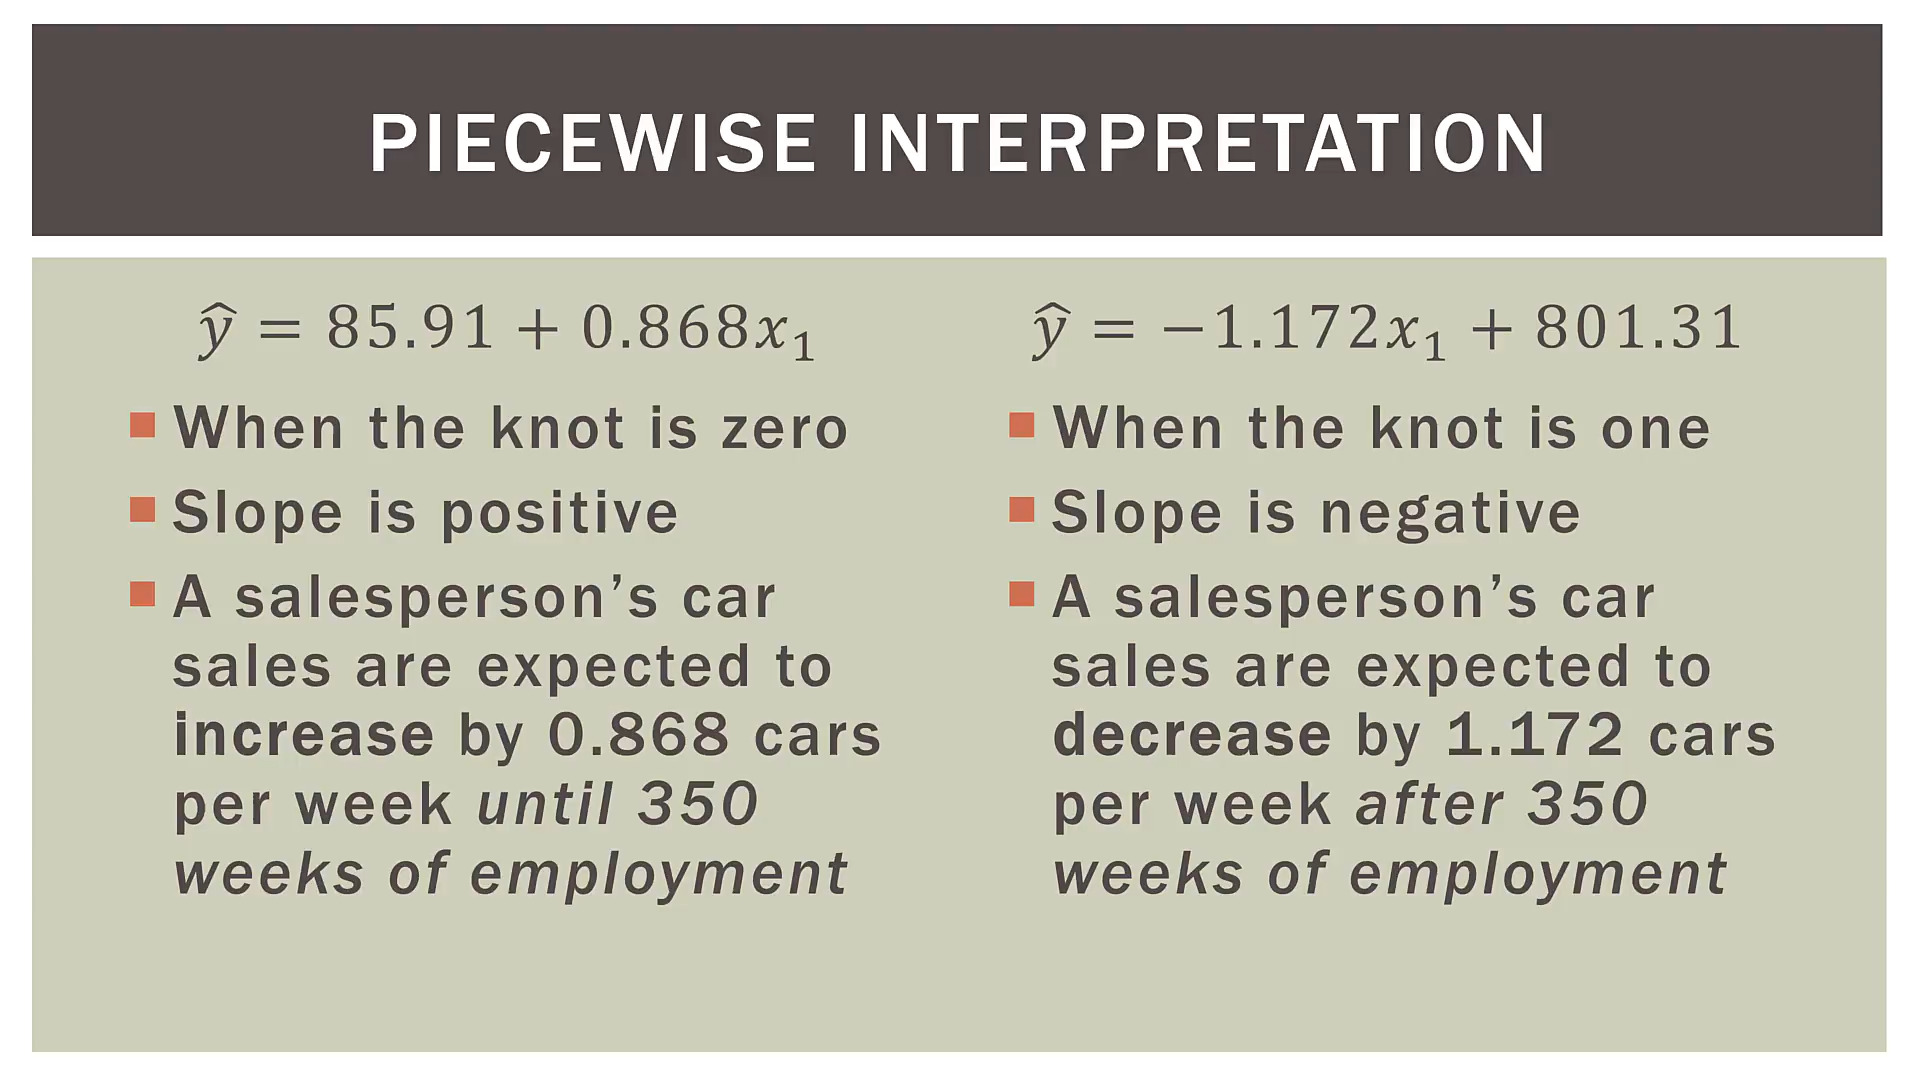 PIECEWISE INTERPRETATION
ŷ = 85.91 + 0.868x₁
When the knot is zero
Slope is positive
A salesperson’s car
sales are expected to
increase by 0.868 cars
per week until 350
weeks of employment
ŷ = −1.172x₁ + 801.31
When the knot is one
Slope is negative
A salesperson’s car
sales are expected to
decrease by 1.172 cars
per week after 350
weeks of employment